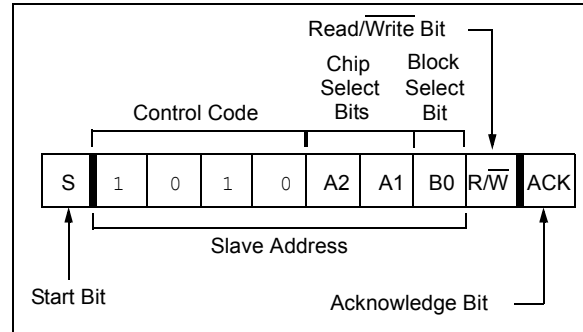 Read/Write Bit
Chip Select Bits
Block Select Bit
Control Code
S 1 0 1 0 A2 A1 B0 R/W ACK
Slave Address
Start Bit
Acknowledge Bit